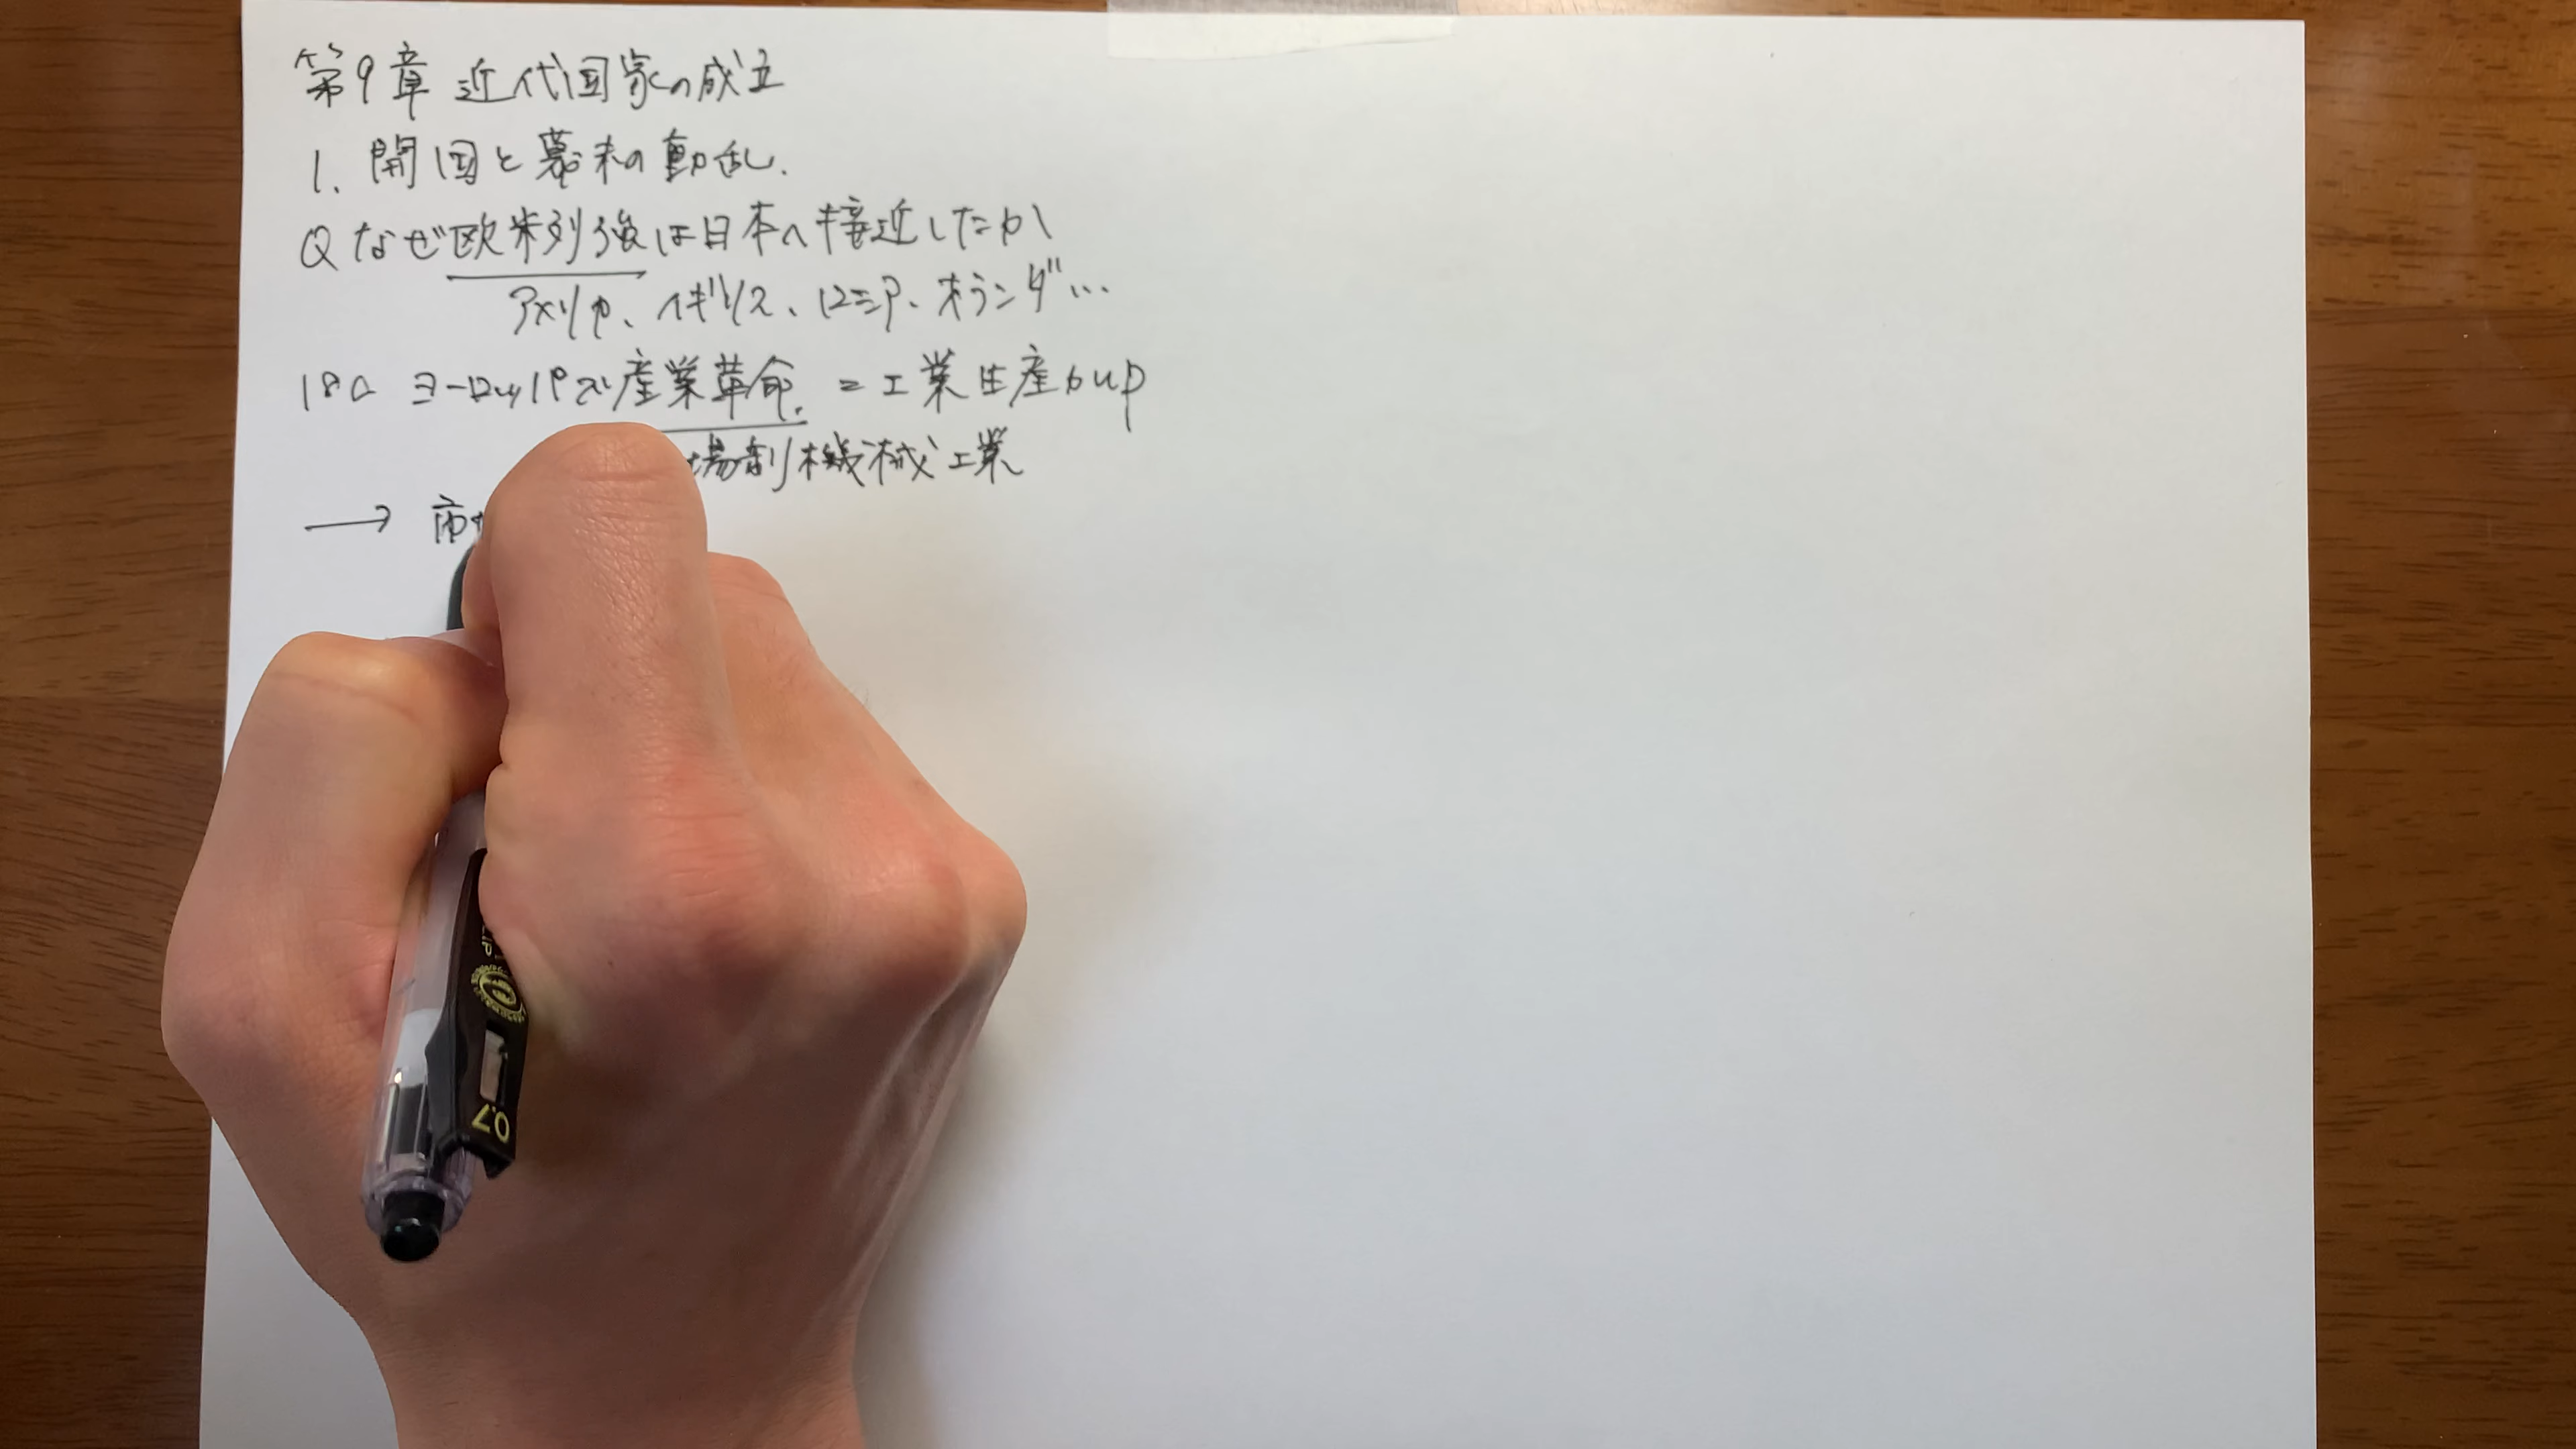 第9章 近代国家の成立
1. 開国と幕末の動乱.
Q なぜ欧米列強は日本へ接近したか
アメリカ、イギリス、ロシア、オランダ…
18C ヨーロッパで産業革命. =工業生産力up
場制機械工業
→ 市
0.7